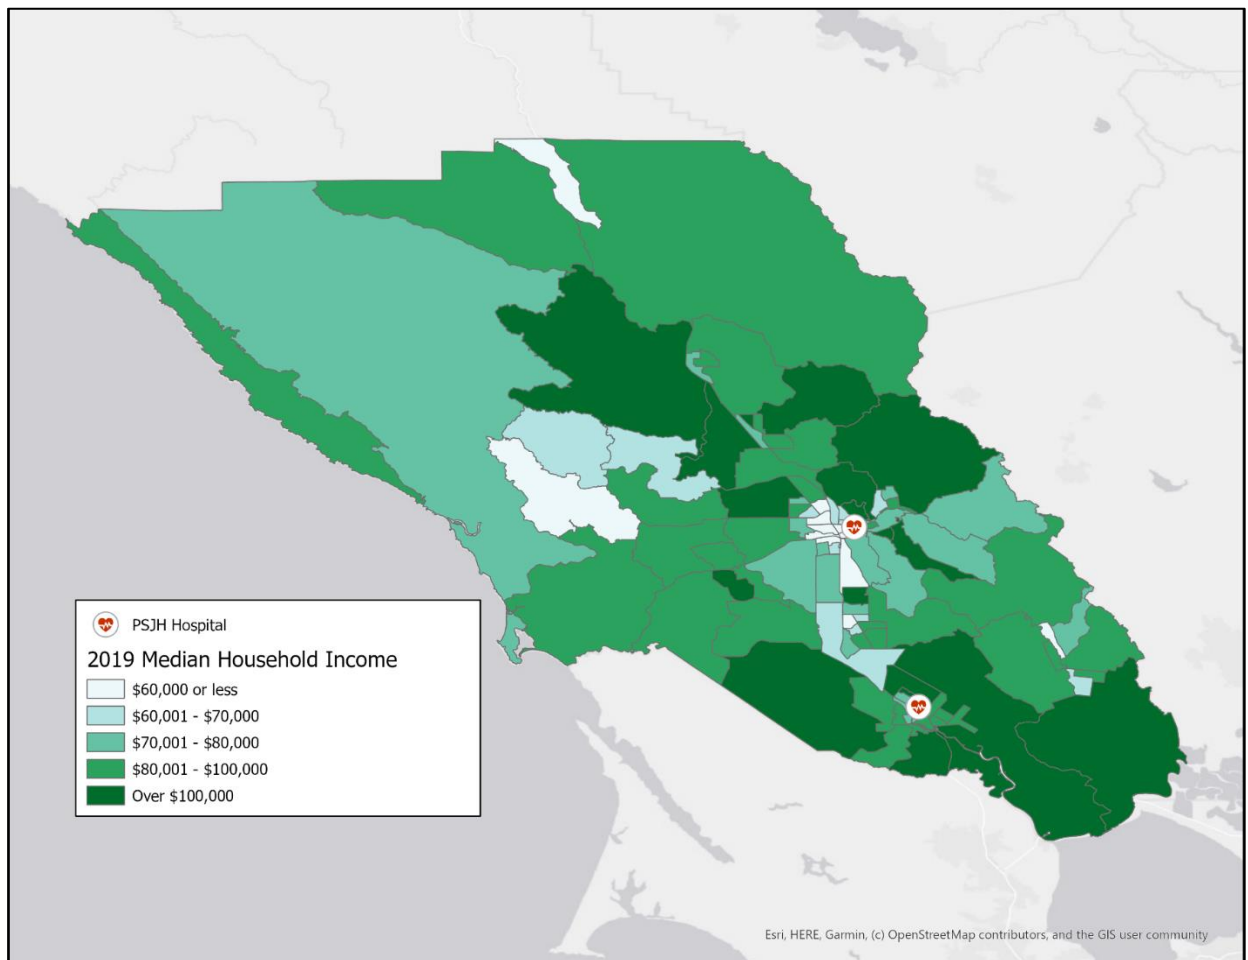 PSJH Hospital
2019 Median Household Income
$60,000 or less
$60,001 - $70,000
$70,001 - $80,000
$80,001 - $100,000
Over $100,000
Esri, HERE, Garmin, (c) OpenStreetMap contributors, and the GIS user community